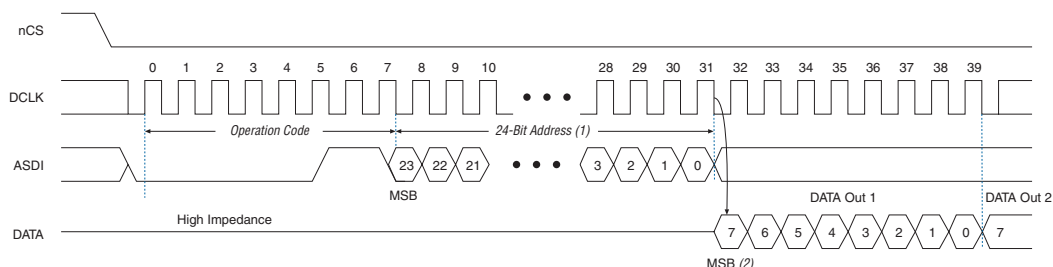 nCS
0 1 2 3 4 5 6 7 8 9 10 28 29 30 31 32 33 34 35 36 37 38 39
DCLK
Operation Code
24-Bit Address (1)
ASDI
23 22 21 3 2 1 0
MSB
DATA Out 1
DATA Out 2
High Impedance
DATA
7 6 5 4 3 2 1 0 7
MSB (2)